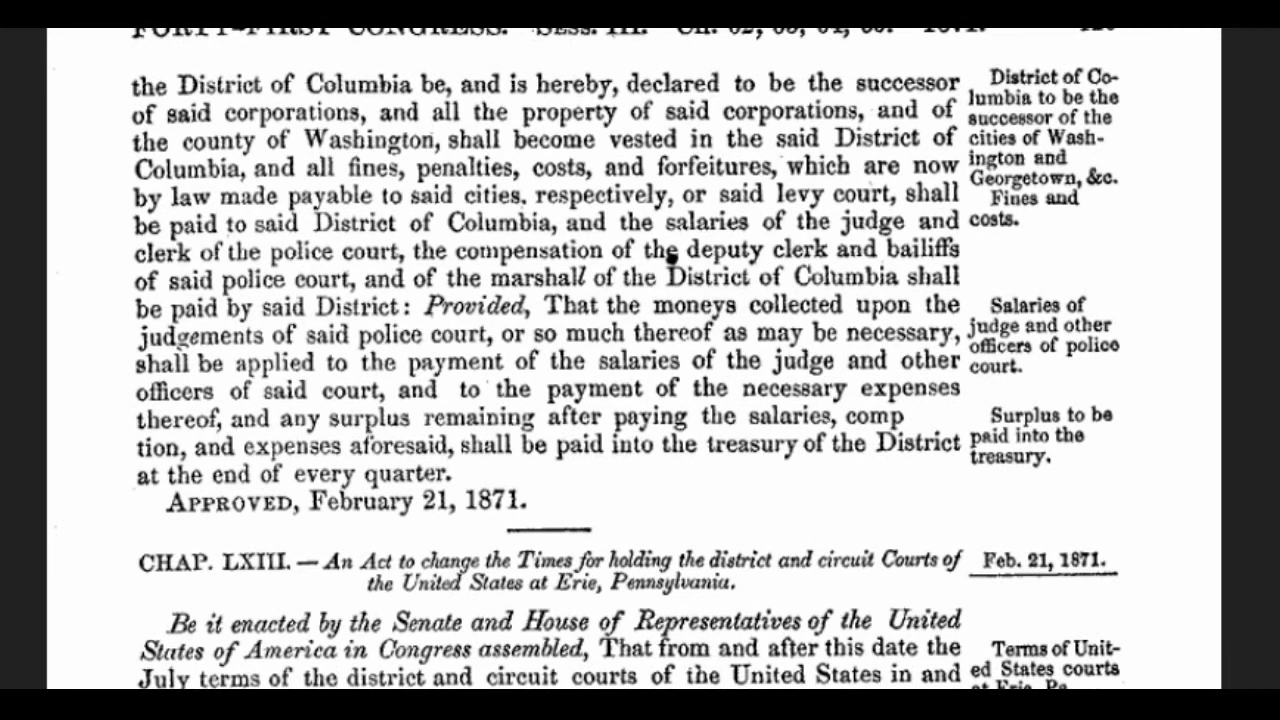 the District of Columbia be, and is hereby, declared to be the successor
of said corporations, and all the property of said corporations, and of
the county of Washington, shall become vested in the said District of
Columbia, and all fines, penalties, costs, and forfeitures, which are now
by law made payable to said cities, respectively, or said levy court, shall
be paid to said District of Columbia, and the salaries of the judge and
clerk of the police court, the compensation of the deputy clerk and bailiffs
of said police court, and of the marshall of the District of Columbia shall
be paid by said District: Provided, That the moneys collected upon the
judgements of said police court, or so much thereof as may be necessary,
shall be applied to the payment of the salaries of the judge and other
officers of said court, and to the payment of the necessary expenses
thereof, and any surplus remaining after paying the salaries, comp
tion, and expenses aforesaid, shall be paid into the treasury of the District
at the end of every quarter.
APPROVED, February 21, 1871.
District of Co-
lumbia to be the
successor of the
cities of Wash-
ington and
Georgetown, &c.
Fines and
costs.
Salaries of
judge and other
officers of police
court.
Surplus to be
paid into the
treasury.
CHAP. LXIII. — An Act to change the Times for holding the district and circuit Courts of
the United States at Erie, Pennsylvania.
Feb. 21, 1871.
Be it enacted by the Senate and House of Representatives of the United
States of America in Congress assembled, That from and after this date the
July terms of the district and circuit courts of the United States in and
Terms of Unit-
ed States courts